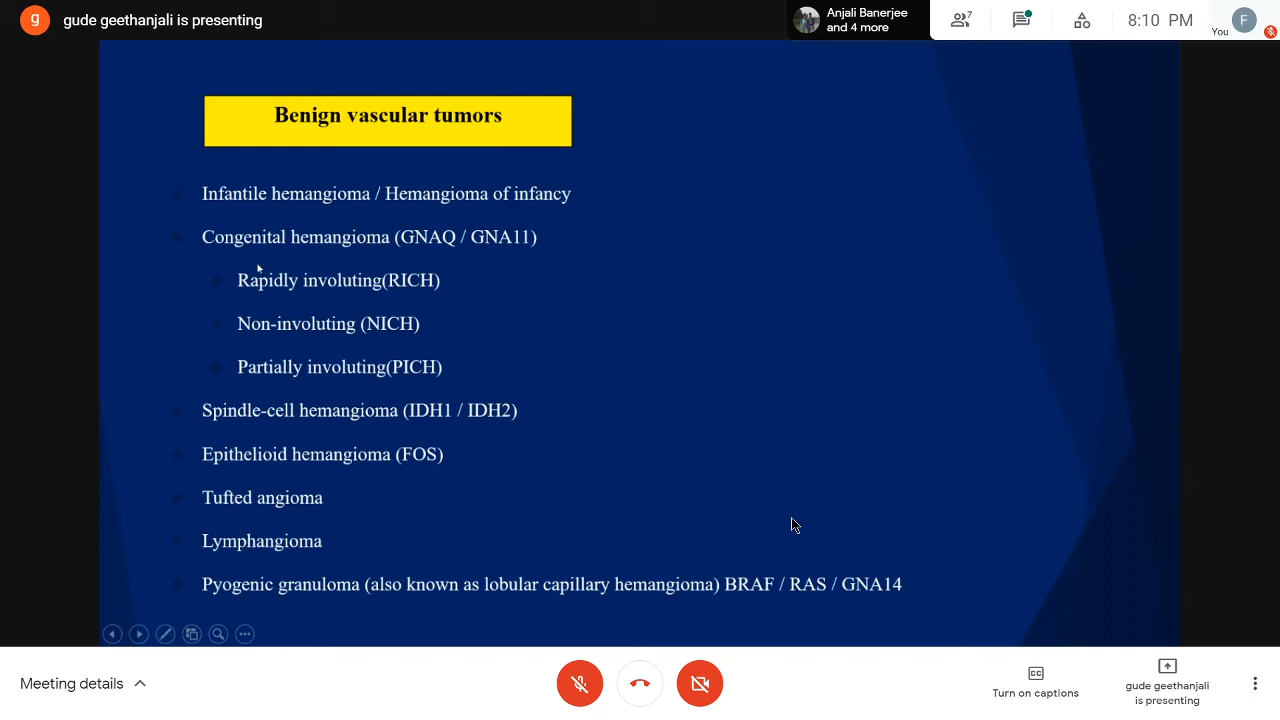 g
gude geethanjali is presenting
Anjali Banerjee
and 4 more
7
8:10 PM
You
F
Benign vascular tumors
Infantile hemangioma / Hemangioma of infancy
Congenital hemangioma (GNAQ / GNA11)
Rapidly involuting(RICH)
Non-involuting (NICH)
Partially involuting(PICH)
Spindle-cell hemangioma (IDH1 / IDH2)
Epithelioid hemangioma (FOS)
Tufted angioma
Lymphangioma
Pyogenic granuloma (also known as lobular capillary hemangioma) BRAF / RAS / GNA14
Meeting details
CC
Turn on captions
gude geethanjali
is presenting